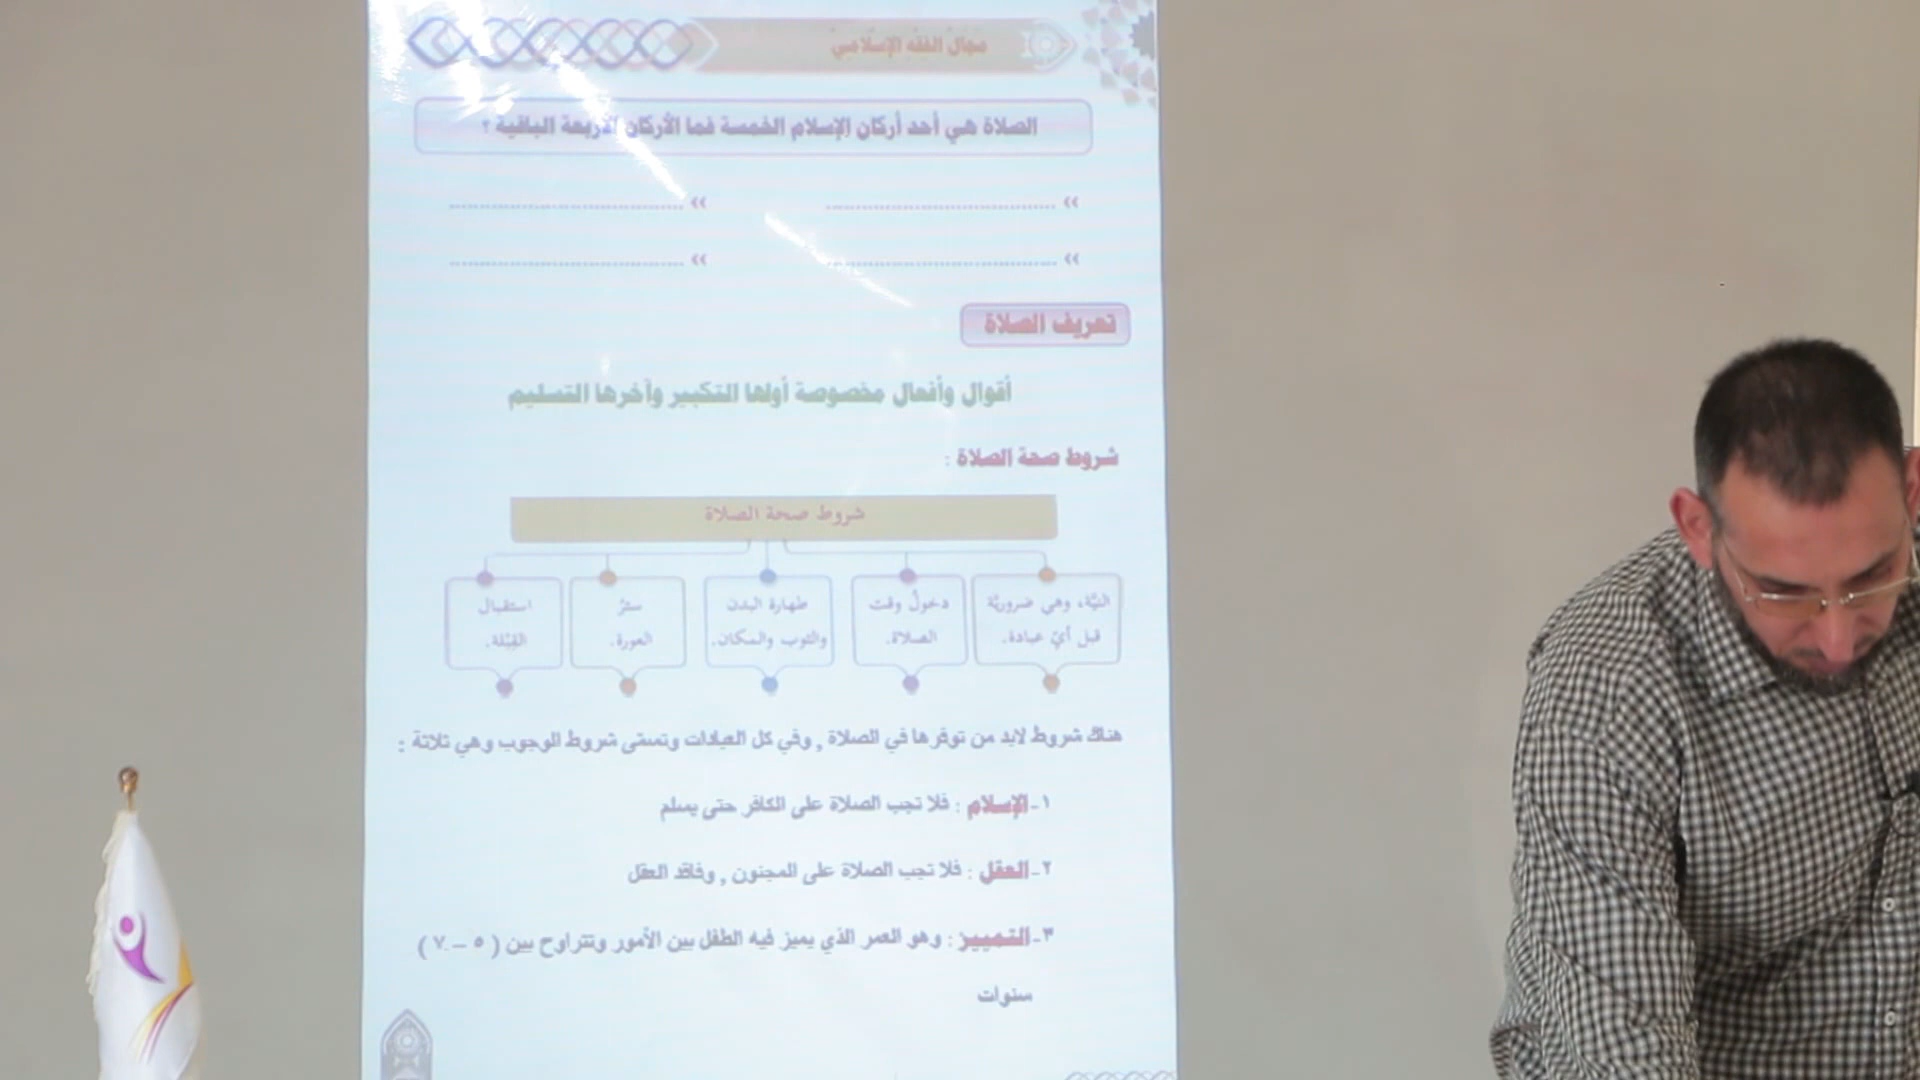 مجال الفقه الإسلامي
الصلاة هي أحد أركان الإسلام الخمسة فما الأركان الأربعة الباقية ؟
تعريف الصلاة
أقوال وأفعال مخصوصة أولها التكبير وآخرها التسليم
شروط صحة الصلاة :
شروط صحة الصلاة
النيَّة، وهي ضروريَّة
قبل أيّ عبادة.
دخولُ وقت
الصلاة.
طهارة البدن
والثوب والمكان.
سترُ
العورة.
استقبال
القِبْلة.
هناك شروط لابد من توفرها في الصلاة , وفي كل العبادات وتسمى شروط الوجوب وهي ثلاثة :
١- الإسلام : فلا تجب الصلاة على الكافر حتى يسلم
٢- العقل : فلا تجب الصلاة على المجنون , وفاقد العقل
٣- التمييز : وهو العمر الذي يميز فيه الطفل بين الأمور وتتراوح بين ( ٥ – ٧ )
سنوات